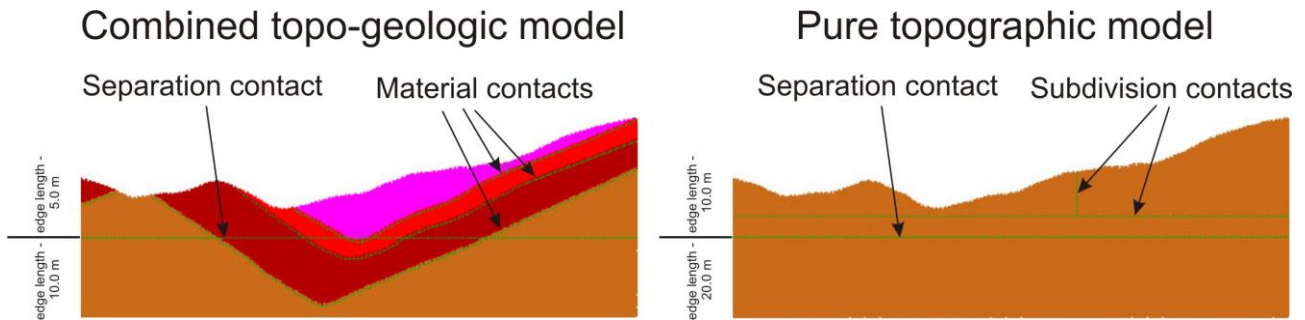 Combined topo-geologic model
Separation contact
Material contacts
edge length -
5.0 m
edge length -
10.0 m
Pure topographic model
Separation contact
Subdivision contacts
edge length -
10.0 m
edge length -
20.0 m